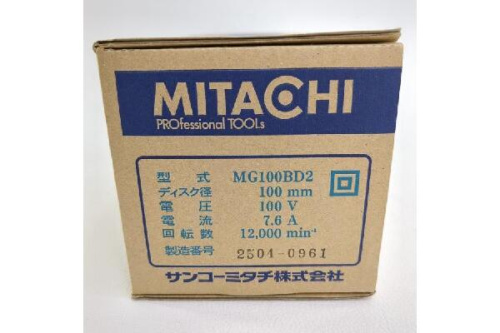 MITACHI
PROfessional TOOLs
型式 MG100BD2
ディスク径 100 mm
電圧 100 V
電流 7.6 A
回転数 12,000 min⁻¹
製造番号 2504-0961
サンコーミタチ株式会社